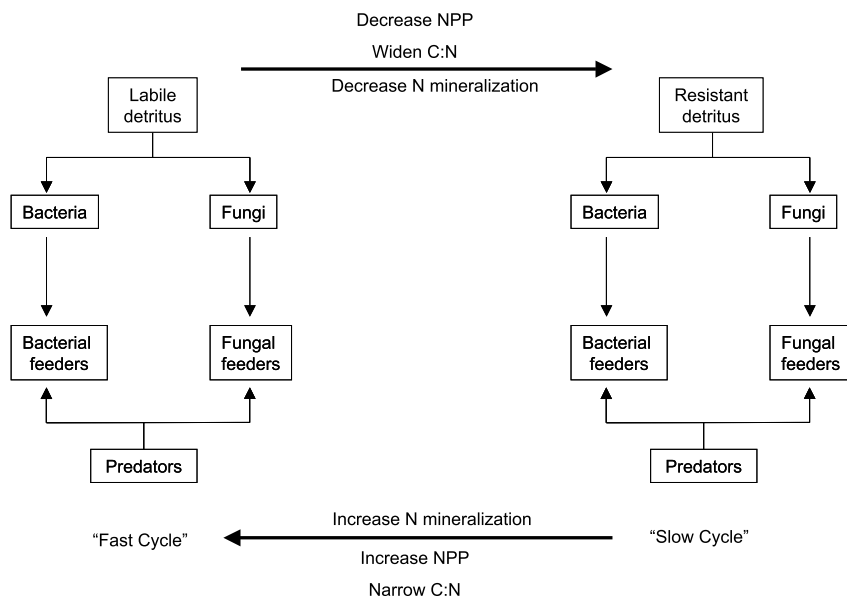 Decrease NPP
Widen C:N
Decrease N mineralization
Labile
detritus
Resistant
detritus
Bacteria
Fungi
Bacteria
Fungi
Bacterial
feeders
Fungal
feeders
Bacterial
feeders
Fungal
feeders
Predators
Predators
"Fast Cycle"
Increase N mineralization
Increase NPP
Narrow C:N
"Slow Cycle"